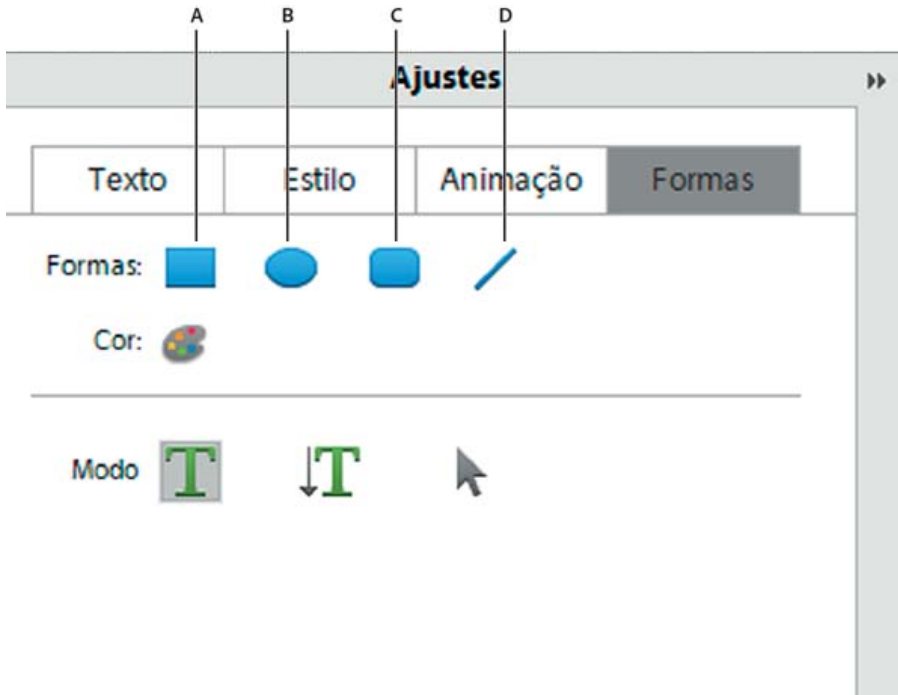 A B C D
Ajustes
Texto Estilo Animação Formas
Formas:
Cor:
Modo T T